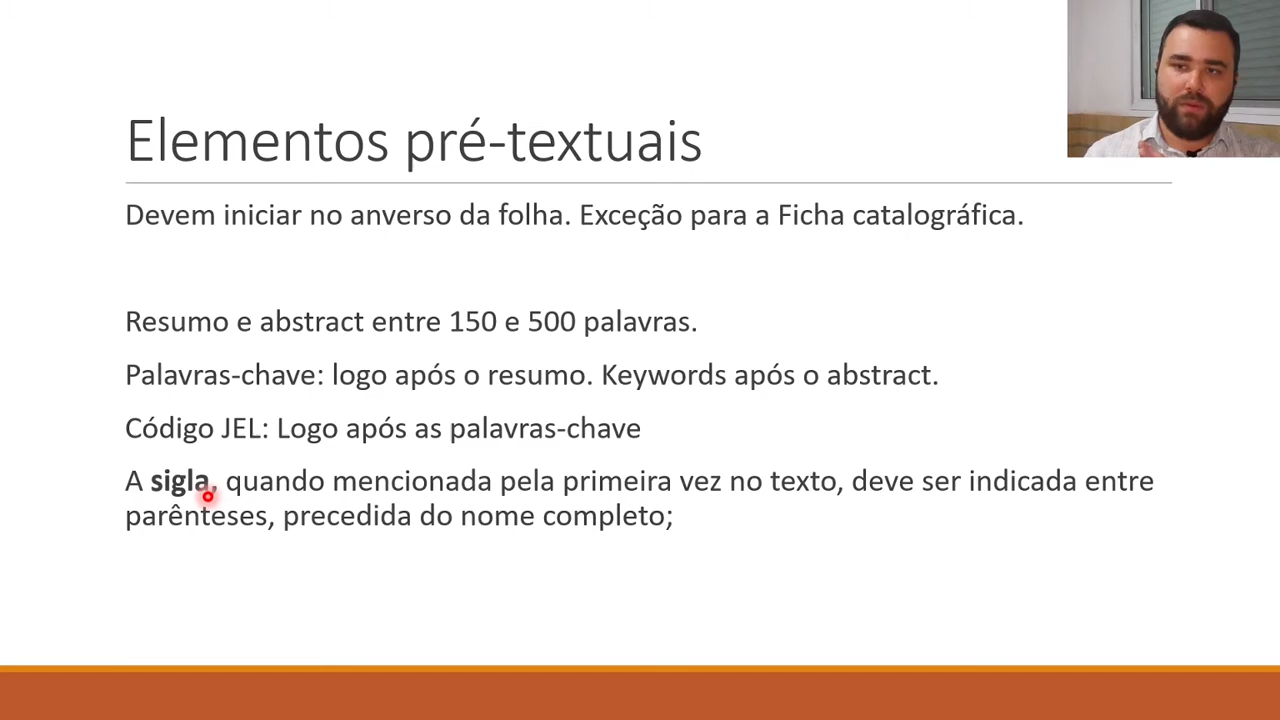 Elementos pré-textuais
Devem iniciar no anverso da folha. Exceção para a Ficha catalográfica.
Resumo e abstract entre 150 e 500 palavras.
Palavras-chave: logo após o resumo. Keywords após o abstract.
Código JEL: Logo após as palavras-chave
A sigla, quando mencionada pela primeira vez no texto, deve ser indicada entre
parênteses, precedida do nome completo;